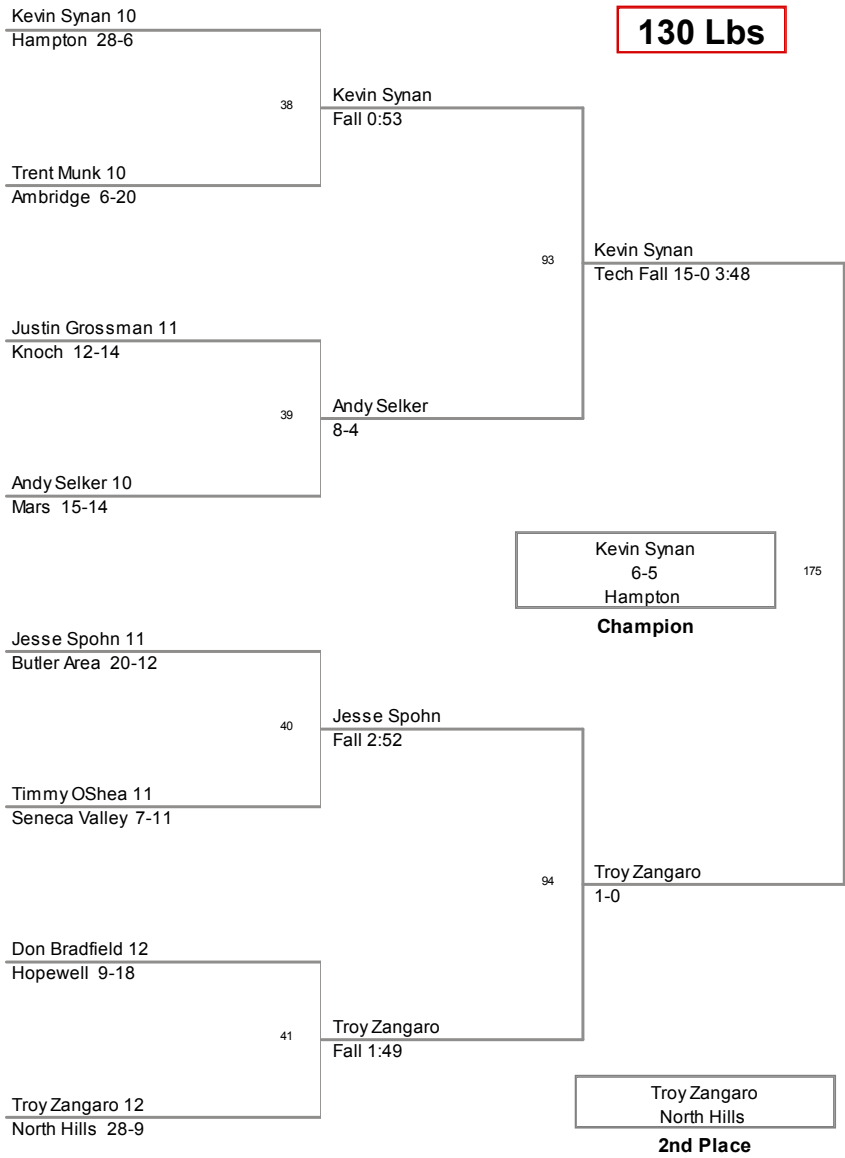 Kevin Synan 10
Hampton 28-6
130 Lbs
38
Kevin Synan
Fall 0:53
Trent Munk 10
Ambridge 6-20
93
Kevin Synan
Tech Fall 15-0 3:48
Justin Grossman 11
Knoch 12-14
39
Andy Selker
8-4
Andy Selker 10
Mars 15-14
Kevin Synan
6-5
Hampton
175
Champion
Jesse Spohn 11
Butler Area 20-12
40
Jesse Spohn
Fall 2:52
Timmy OShea 11
Seneca Valley 7-11
94
Troy Zangaro
1-0
Don Bradfield 12
Hopewell 9-18
41
Troy Zangaro
Fall 1:49
Troy Zangaro 12
North Hills 28-9
Troy Zangaro
North Hills
2nd Place